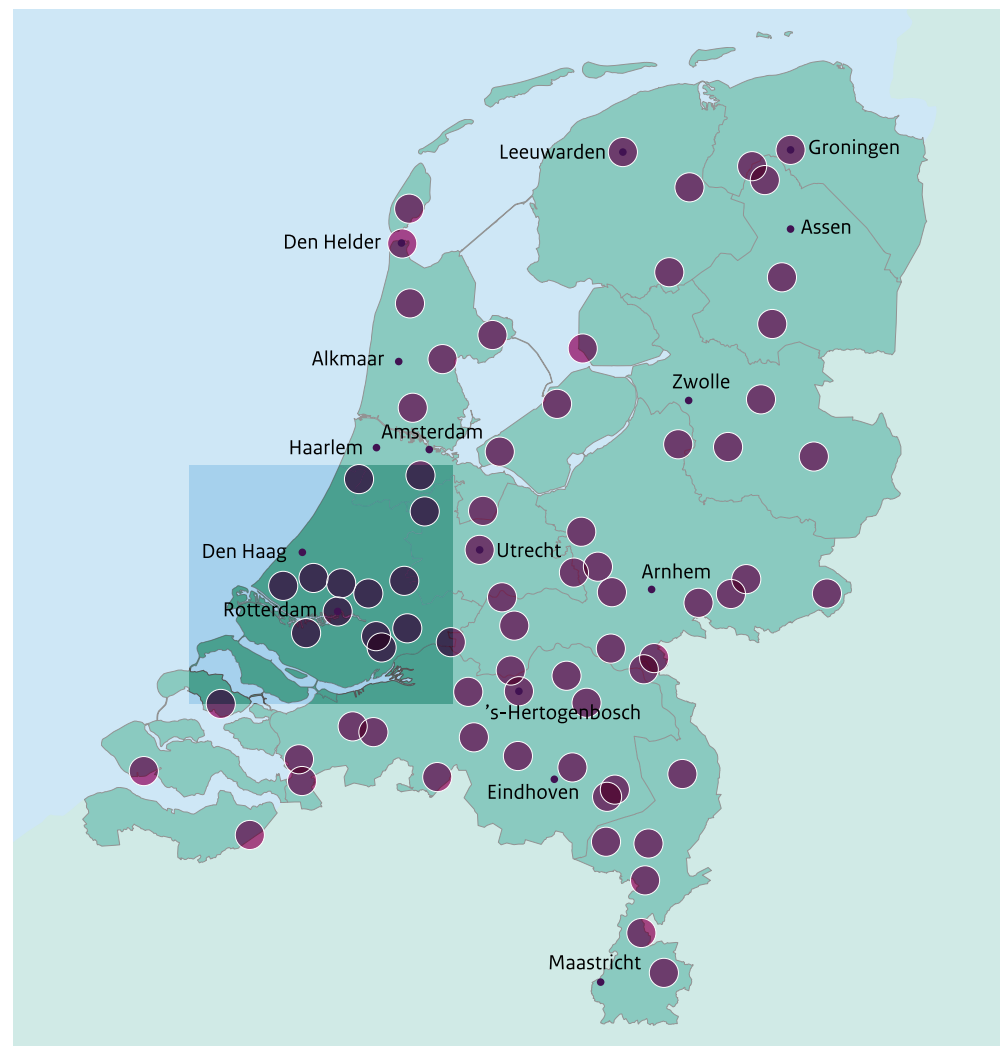 Leeuwarden
Groningen
Assen
Den Helder
Alkmaar
Zwolle
Amsterdam
Haarlem
Den Haag
Utrecht
Arnhem
Rotterdam
’s-Hertogenbosch
Eindhoven
Maastricht